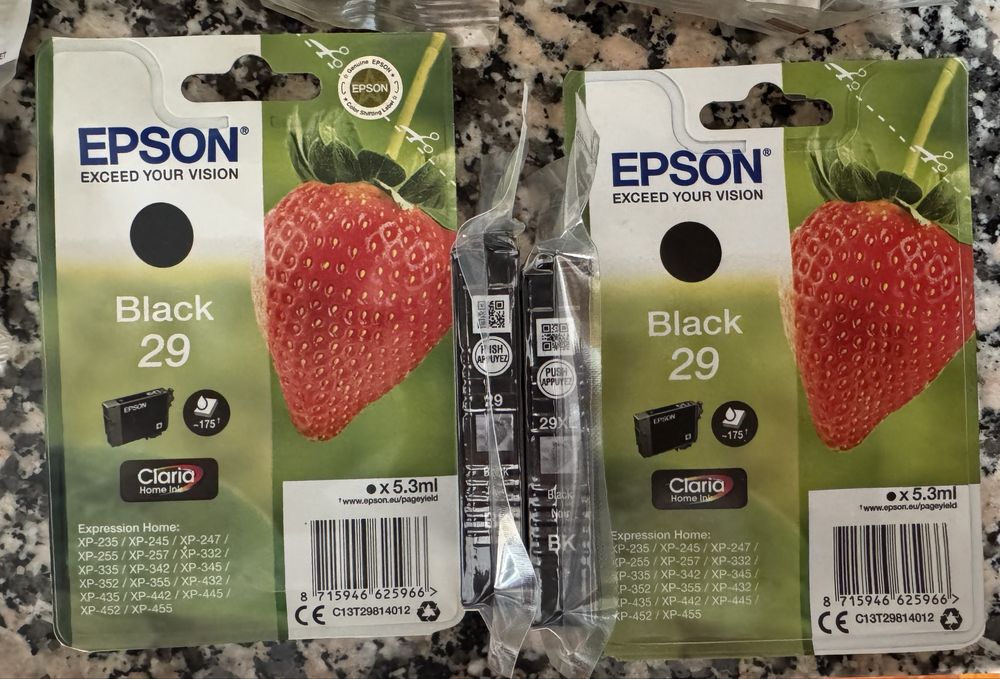 Genuine EPSON
EPSON
Color Shifting Label
EPSON®
EXCEED YOUR VISION
Black
29
EPSON
~175↑
Claria
Home Ink
Expression Home:
XP-235 / XP-245 / XP-247 /
XP-255 / XP-257 / XP-332 /
XP-335 / XP-342 / XP-345 /
XP-352 / XP-355 / XP-432 /
XP-435 / XP-442 / XP-445 /
XP-452 / XP-455
● x 5.3ml
↑www.epson.eu/pageyield
8 715946 625966 >
CE C13T29814012
PUSH
APPUYEZ
29
PUSH
APPUYEZ
29XL
Black
Noir
BK
EPSON®
EXCEED YOUR VISION
Black
29
EPSON
~175↑
Claria
Home Ink
Expression Home:
XP-235 / XP-245 / XP-247 /
XP-255 / XP-257 / XP-332 /
XP-335 / XP-342 / XP-345 /
XP-352 / XP-355 / XP-432 /
XP-435 / XP-442 / XP-445 /
XP-452 / XP-455
● x 5.3ml
↑www.epson.eu/pageyield
8 715946 625966 >
CE C13T29814012